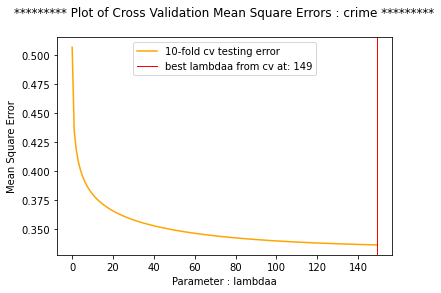 ********* Plot of Cross Validation Mean Square Errors : crime *********
10-fold cv testing error
best lambdaa from cv at: 149
Mean Square Error
0.500
0.475
0.450
0.425
0.400
0.375
0.350
0 20 40 60 80 100 120 140
Parameter : lambdaa